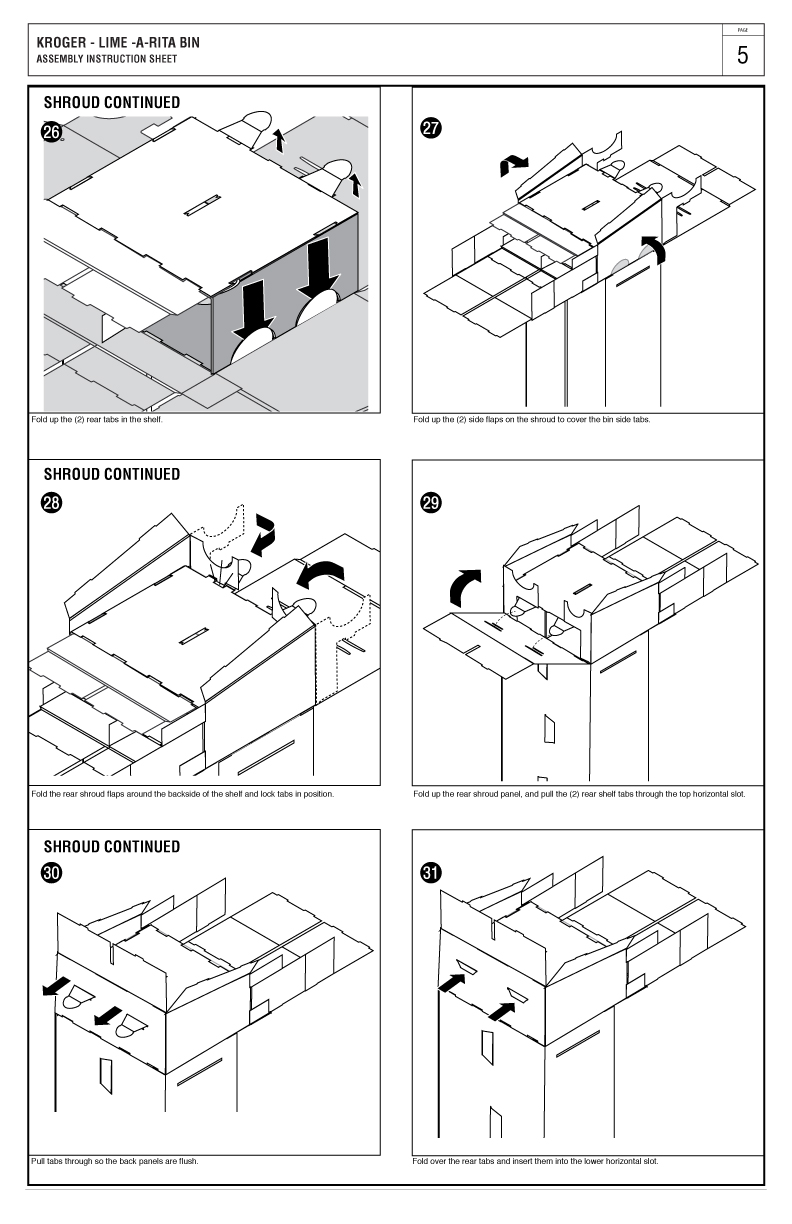 KROGER - LIME -A-RITA BIN
ASSEMBLY INSTRUCTION SHEET
PAGE
5
SHROUD CONTINUED
26
Fold up the (2) rear tabs in the shelf.
27
Fold up the (2) side flaps on the shroud to cover the bin side tabs.
SHROUD CONTINUED
28
Fold the rear shroud flaps around the backside of the shelf and lock tabs in position.
29
Fold up the rear shroud panel, and pull the (2) rear shelf tabs through the top horizontal slot.
SHROUD CONTINUED
30
Pull tabs through so the back panels are flush.
31
Fold over the rear tabs and insert them into the lower horizontal slot.